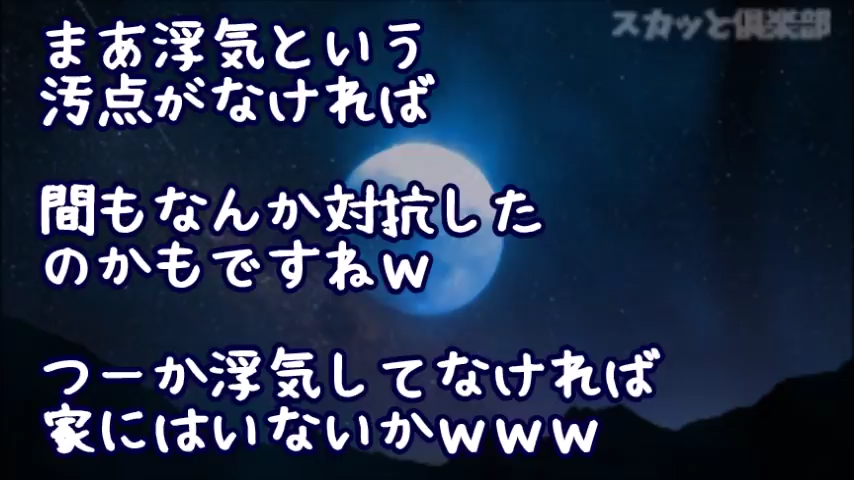 スカッと倶楽部
まあ浮気という
汚点がなければ
間もなんか対抗した
のかもですねw
つーか浮気してなければ
家にはいないかwww